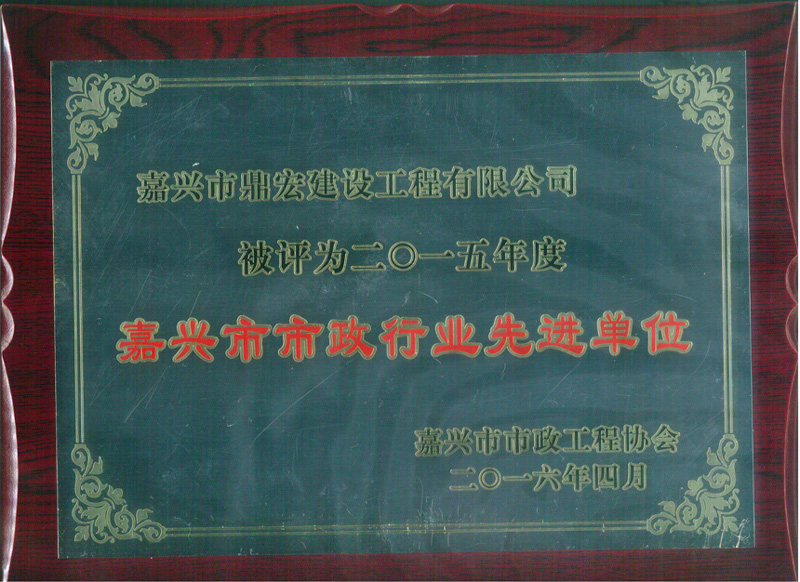 嘉兴市鼎宏建设工程有限公司
被评为二〇一五年度
嘉兴市市政行业先进单位
嘉兴市市政工程协会
二〇一六年四月